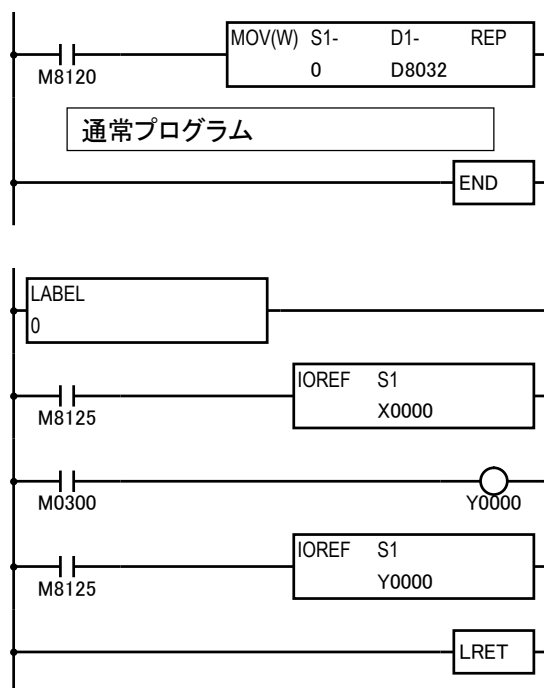 MOV(W) S1- D1- REP
0 D8032
M8120
通常プログラム
END
LABEL
0
IOREF S1
X0000
M8125
M0300
Y0000
IOREF S1
Y0000
M8125
LRET